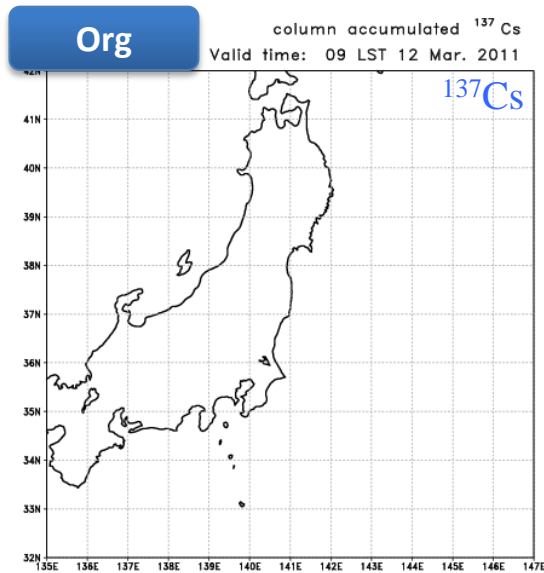 Org
column accumulated ¹³⁷ Cs
Valid time: 09 LST 12 Mar. 2011
¹³⁷Cs
42N
41N
40N
39N
38N
37N
36N
35N
34N
33N
32N
135E 136E 137E 138E 139E 140E 141E 142E 143E 144E 145E 146E 147E